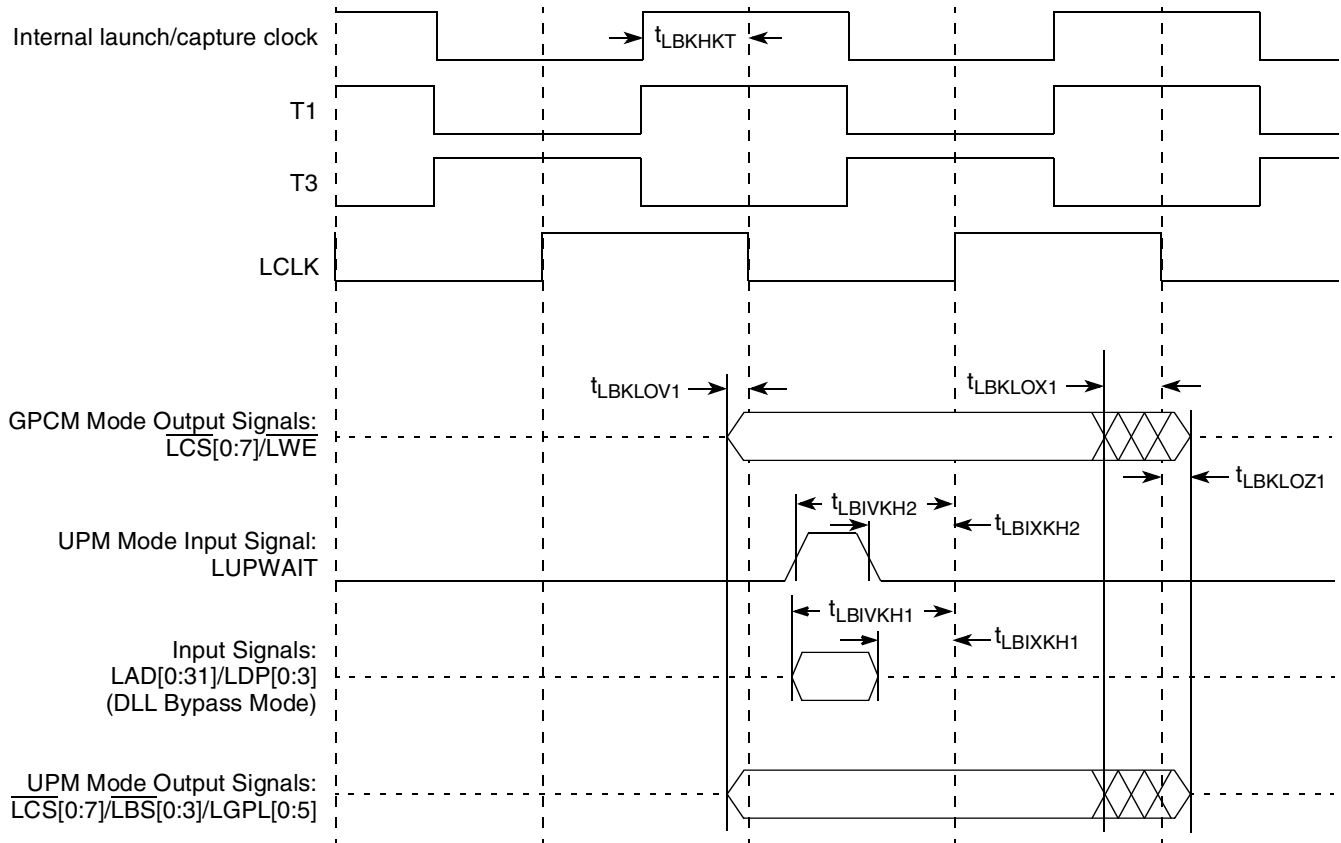 Internal launch/capture clock
tLBKHKT
T1
T3
LCLK
tLBKLOV1
tLBKLOX1
GPCM Mode Output Signals:
LCS[0:7]/LWE
tLBKLOZ1
tLBIVKH2
tLBIXKH2
UPM Mode Input Signal:
LUPWAIT
tLBIVKH1
tLBIXKH1
Input Signals:
LAD[0:31]/LDP[0:3]
(DLL Bypass Mode)
UPM Mode Output Signals:
LCS[0:7]/LBS[0:3]/LGPL[0:5]